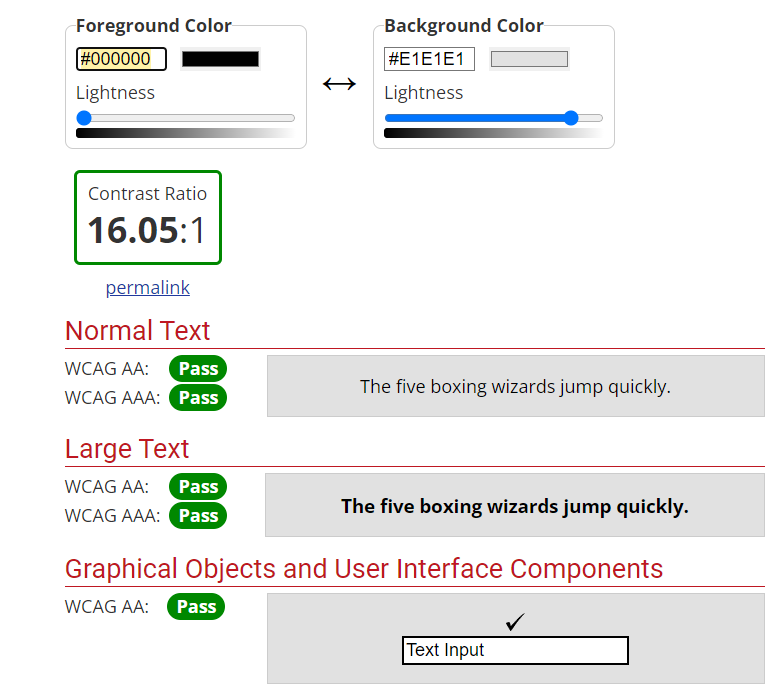 Foreground Color
#000000
Lightness
Background Color
#E1E1E1
Lightness
Contrast Ratio
16.05:1
permalink
Normal Text
WCAG AA: Pass
WCAG AAA: Pass
The five boxing wizards jump quickly.
Large Text
WCAG AA: Pass
WCAG AAA: Pass
The five boxing wizards jump quickly.
Graphical Objects and User Interface Components
WCAG AA: Pass
Text Input